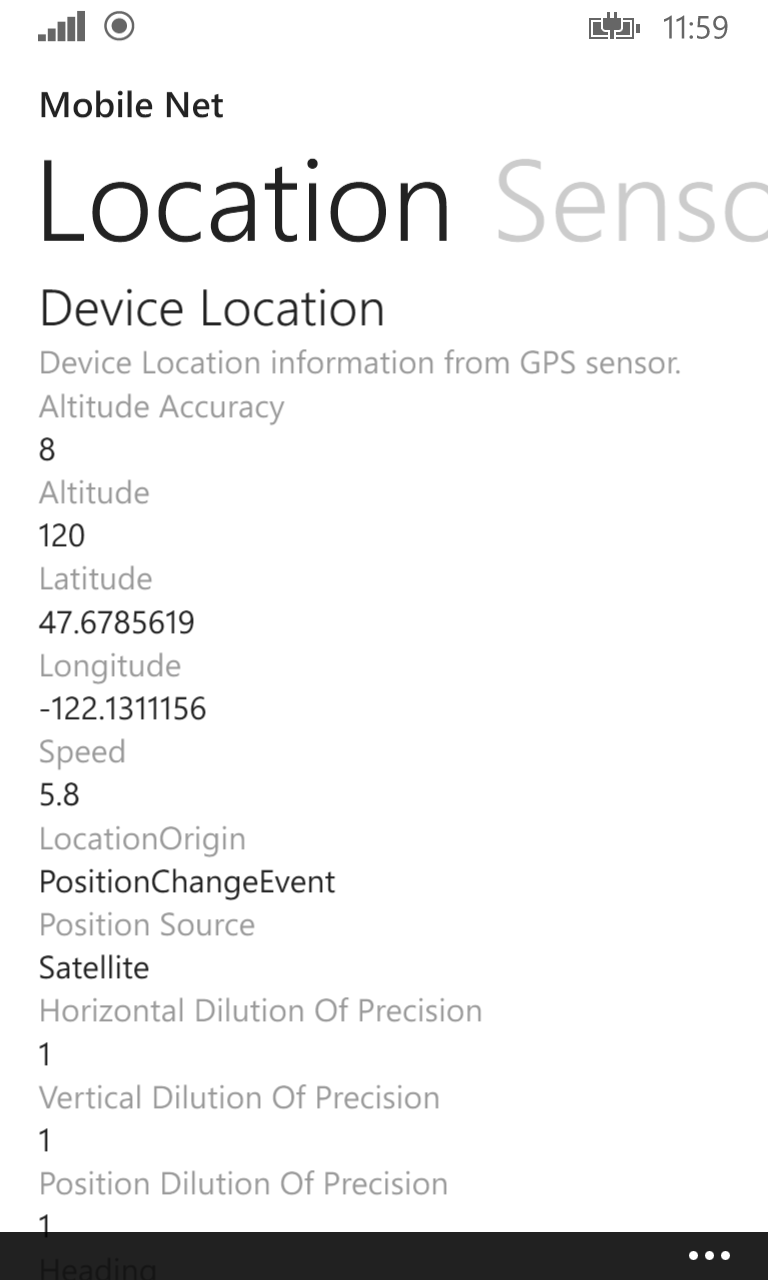 11:59
Mobile Net
Location Senso
Device Location
Device Location information from GPS sensor.
Altitude Accuracy
8
Altitude
120
Latitude
47.6785619
Longitude
-122.1311156
Speed
5.8
LocationOrigin
PositionChangeEvent
Position Source
Satellite
Horizontal Dilution Of Precision
1
Vertical Dilution Of Precision
1
Position Dilution Of Precision
1
Heading